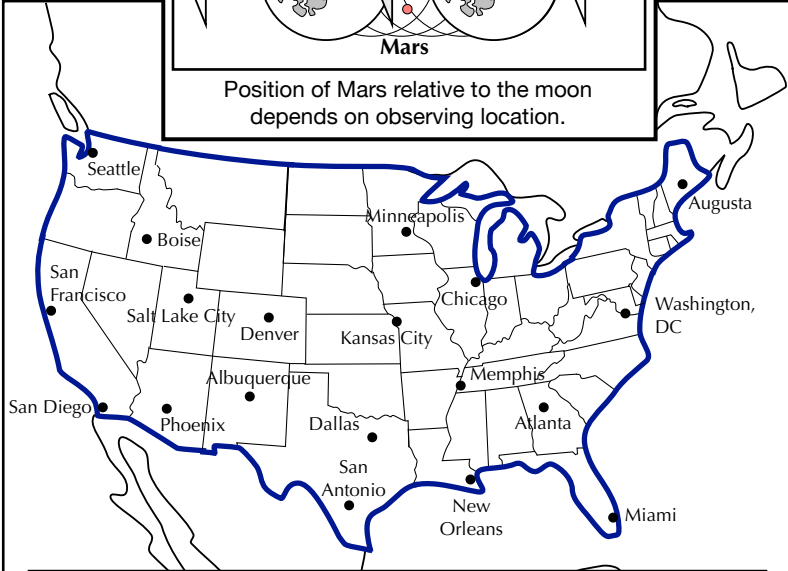 Mars
Position of Mars relative to the moon
depends on observing location.
Seattle
Augusta
Minneapolis
Boise
San
Francisco
Chicago
Washington,
DC
Salt Lake City
Denver
Kansas City
Albuquerque
Memphis
San Diego
Phoenix
Dallas
Atlanta
San
Antonio
New
Orleans
Miami